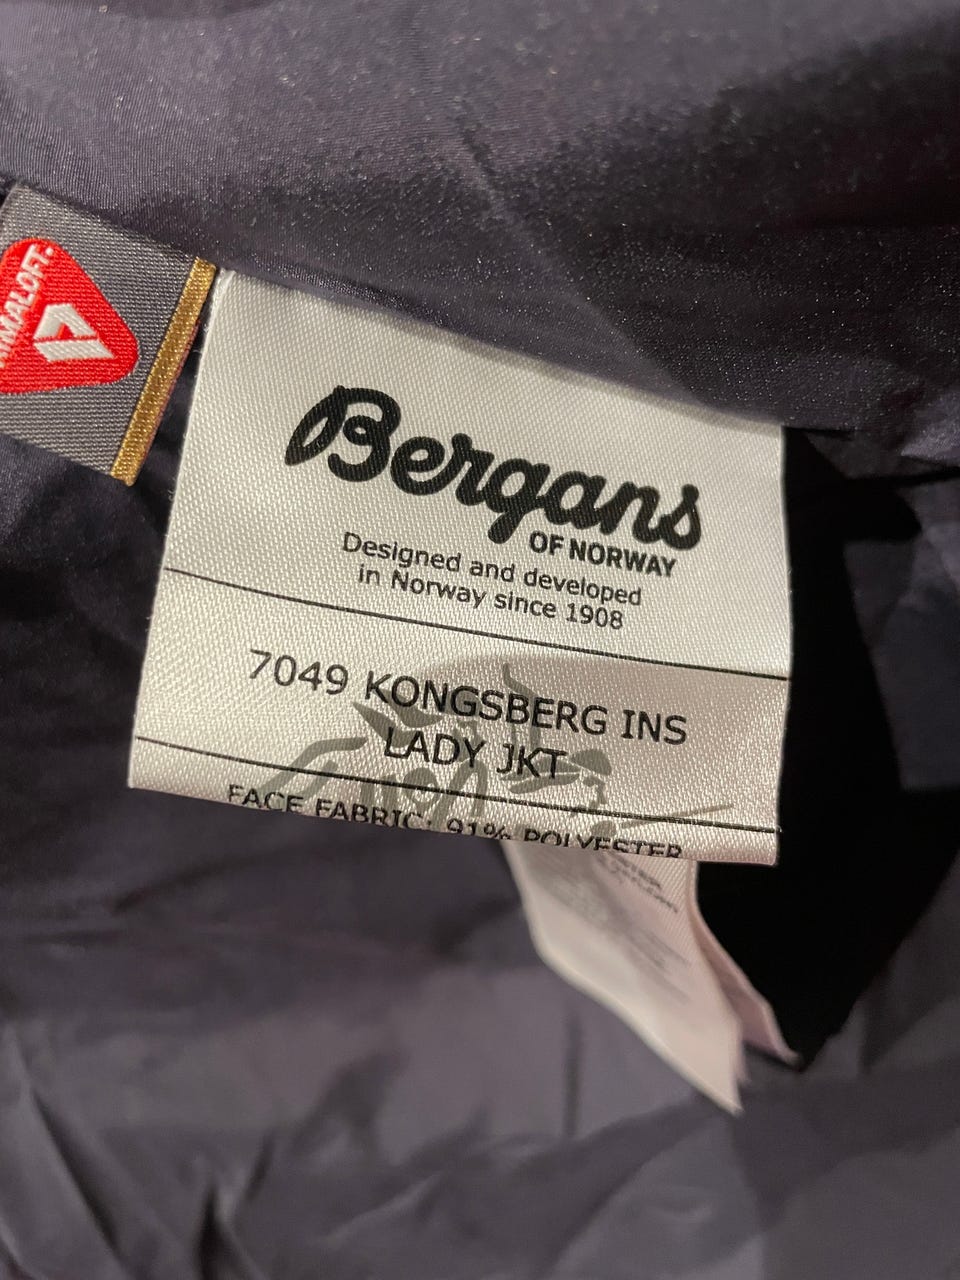 Bergans
OF NORWAY
Designed and developed
in Norway since 1908
7049 KONGSBERG INS
LADY JKT
FACE FABRIC: 91% POLYESTER